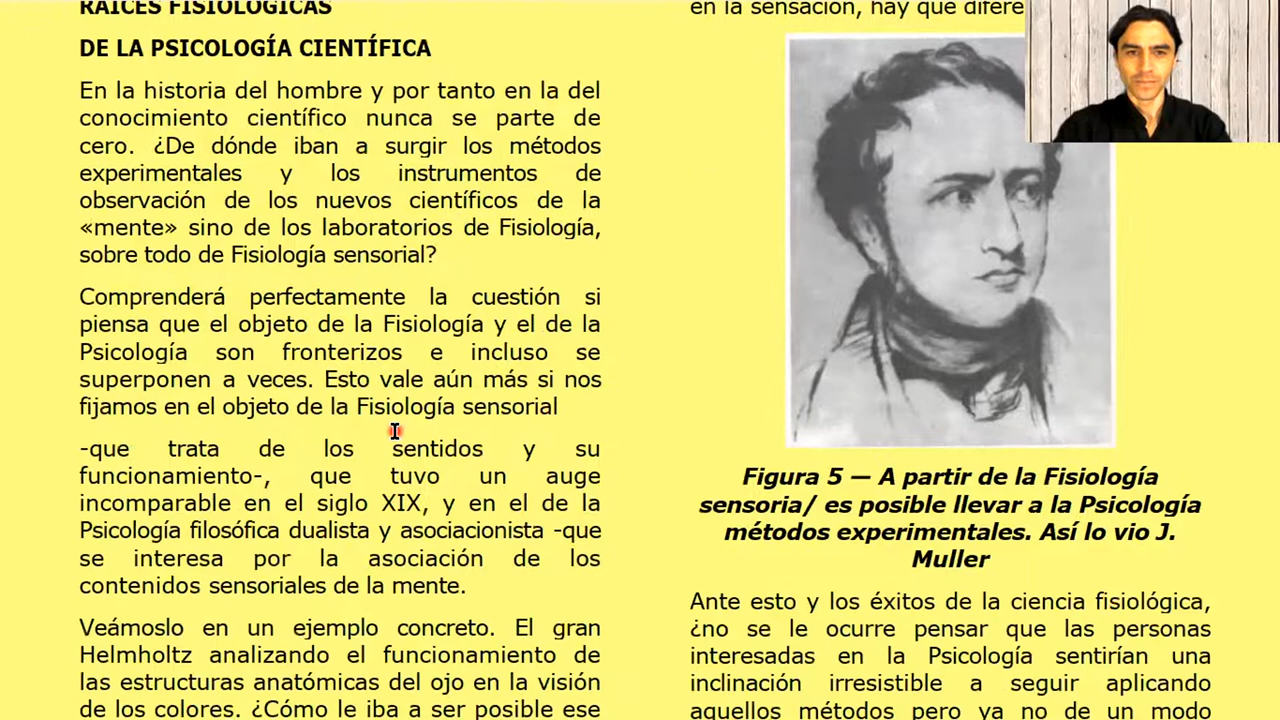 RAÍCES FISIOLÓGICAS
DE LA PSICOLOGÍA CIENTÍFICA
En la historia del hombre y por tanto en la del
conocimiento científico nunca se parte de
cero. ¿De dónde iban a surgir los métodos
experimentales y los instrumentos de
observación de los nuevos científicos de la
«mente» sino de los laboratorios de Fisiología,
sobre todo de Fisiología sensorial?
Comprenderá perfectamente la cuestión si
piensa que el objeto de la Fisiología y el de la
Psicología son fronterizos e incluso se
superponen a veces. Esto vale aún más si nos
fijamos en el objeto de la Fisiología sensorial
-que trata de los sentidos y su
funcionamiento-, que tuvo un auge
incomparable en el siglo XIX, y en el de la
Psicología filosófica dualista y asociacionista -que
se interesa por la asociación de los
contenidos sensoriales de la mente.
Veámoslo en un ejemplo concreto. El gran
Helmholtz analizando el funcionamiento de
las estructuras anatómicas del ojo en la visión
de los colores. ¿Cómo le iba a ser posible ese
en la sensación, hay que difere
Figura 5 — A partir de la Fisiología
sensoria/ es posible llevar a la Psicología
métodos experimentales. Así lo vio J.
Muller
Ante esto y los éxitos de la ciencia fisiológica,
¿no se le ocurre pensar que las personas
interesadas en la Psicología sentirían una
inclinación irresistible a seguir aplicando
aquellos métodos pero ya no de un modo